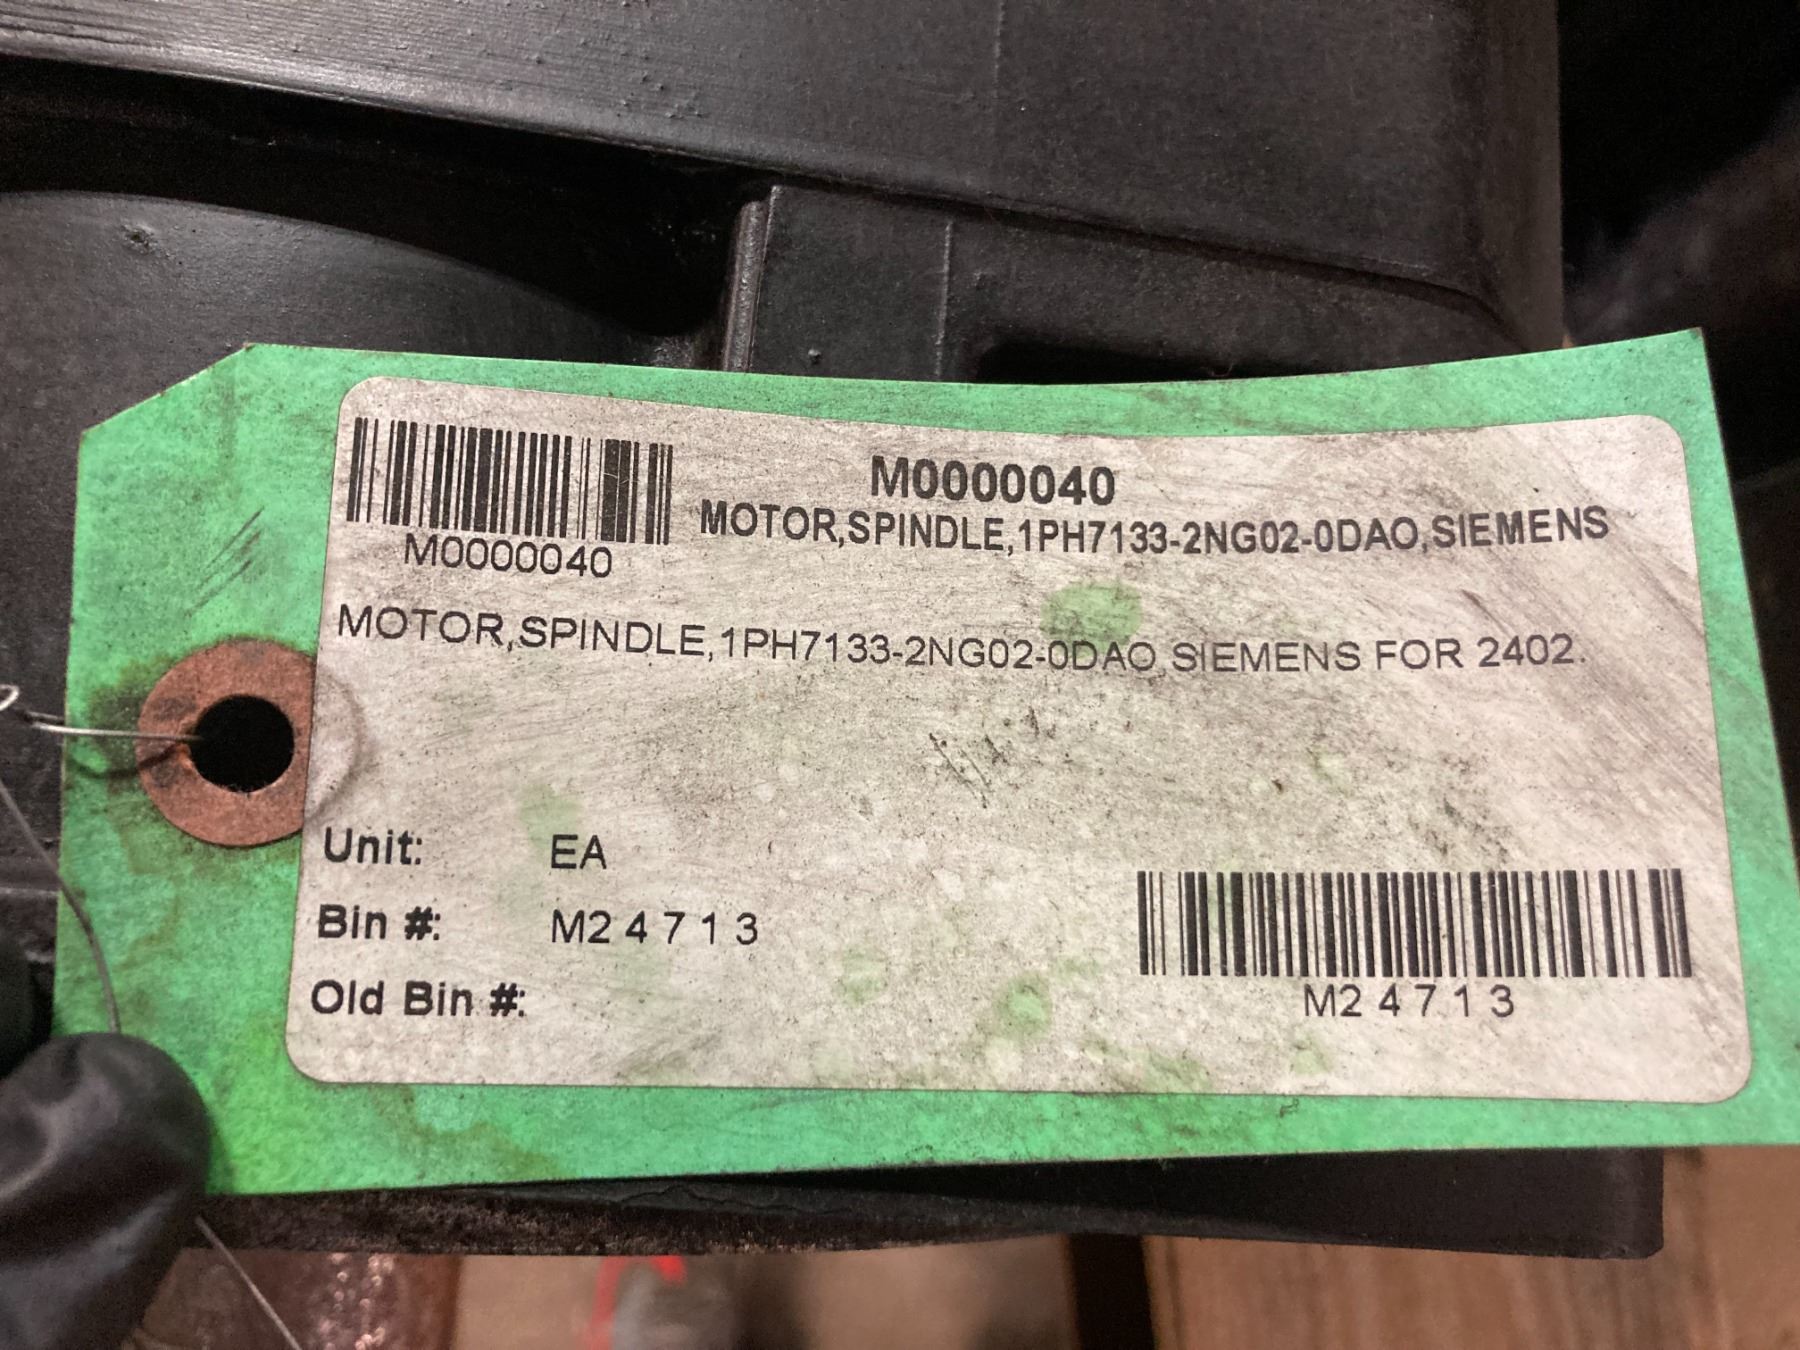 M0000040
MOTOR,SPINDLE,1PH7133-2NG02-0DAO,SIEMENS
M0000040
MOTOR,SPINDLE,1PH7133-2NG02-0DAO,SIEMENS FOR 2402.
Unit: EA
Bin #: M2 4 7 1 3
Old Bin #:
M2 4 7 1 3